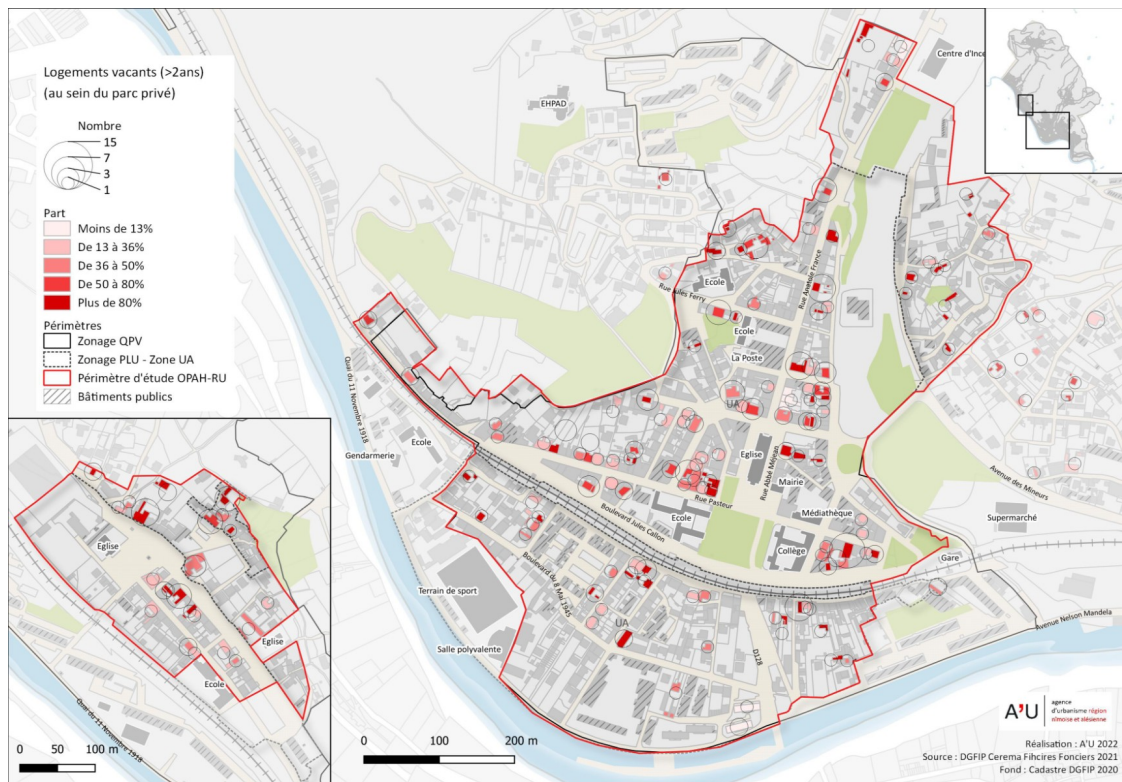 Logements vacants (>2ans)
(au sein du parc privé)
Nombre
15
7
3
1
Part
Moins de 13%
De 13 à 36%
De 36 à 50%
De 50 à 80%
Plus de 80%
Périmètres
Zonage QPV
Zonage PLU - Zone UA
Périmètre d'étude OPAH-RU
Bâtiments publics
Centre d'Ince
EHPAD
Rue Anatole France
Ecole
Rue Jules Ferry
Ecole
La Poste
UA
Quai du 11 Novembre 1918
Gendarmerie
Ecole
Eglise
Rue Abbé Méjean
Mairie
Rue Pasteur
Ecole
Médiathèque
Collège
Boulevard Jules Callon
Avenue des Mineurs
Supermarché
Gare
Terrain de sport
Boulevard du 8 Mai 1945
Salle polyvalente
UA
D128
Avenue Nelson Mandela
Eglise
Eglise
Ecole
Quai du 11 Novembre 1918
0 50 100 m
0 100 200 m
A'U
agence
d'urbanisme région
nîmoise et alésienne
Réalisation : A'U 2022
Source : DGFIP Cerema Fihcires Fonciers 2021
Fond : Cadastre DGFIP 2020